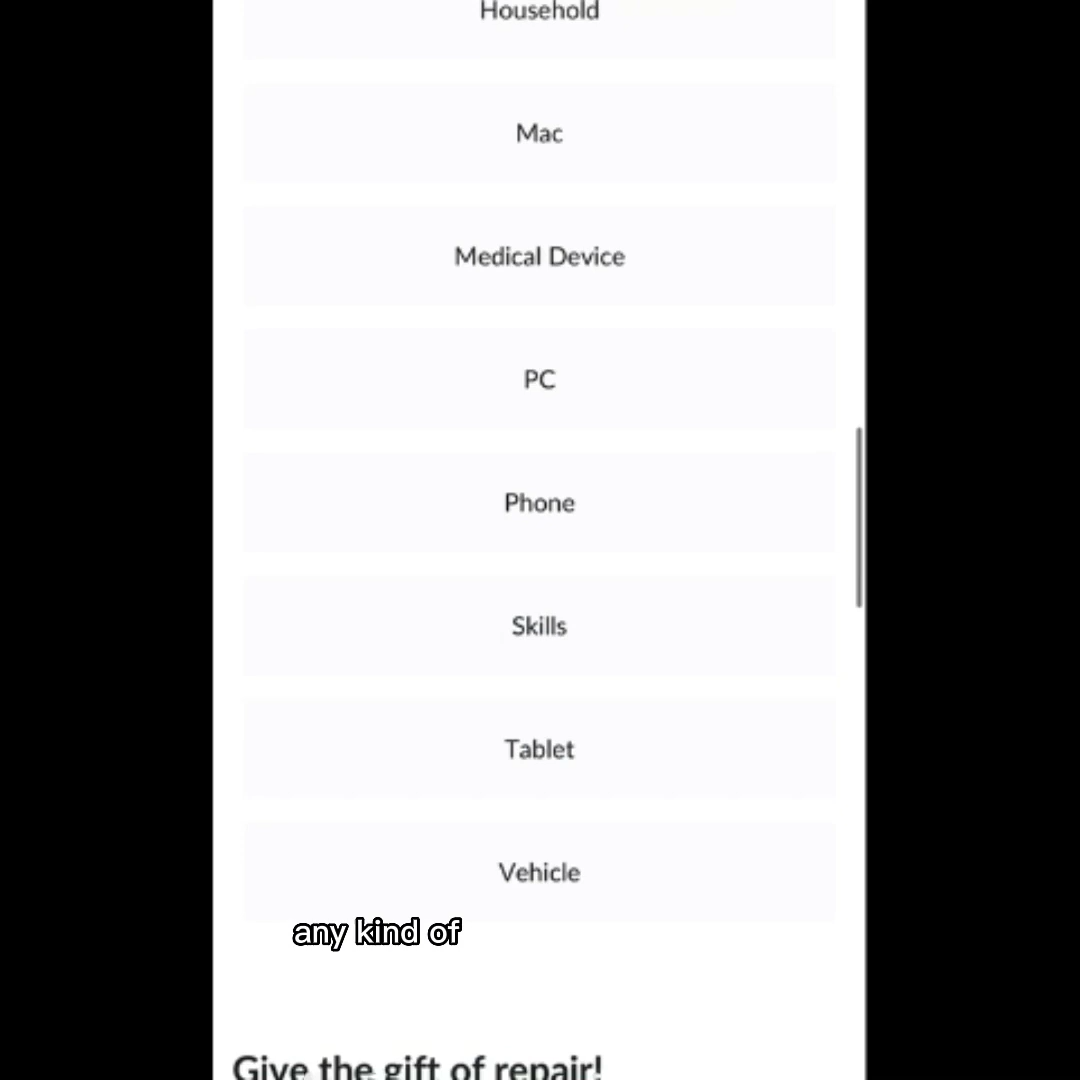 Household
Mac
Medical Device
PC
Phone
Skills
Tablet
Vehicle
any kind of
Give the gift of repair!